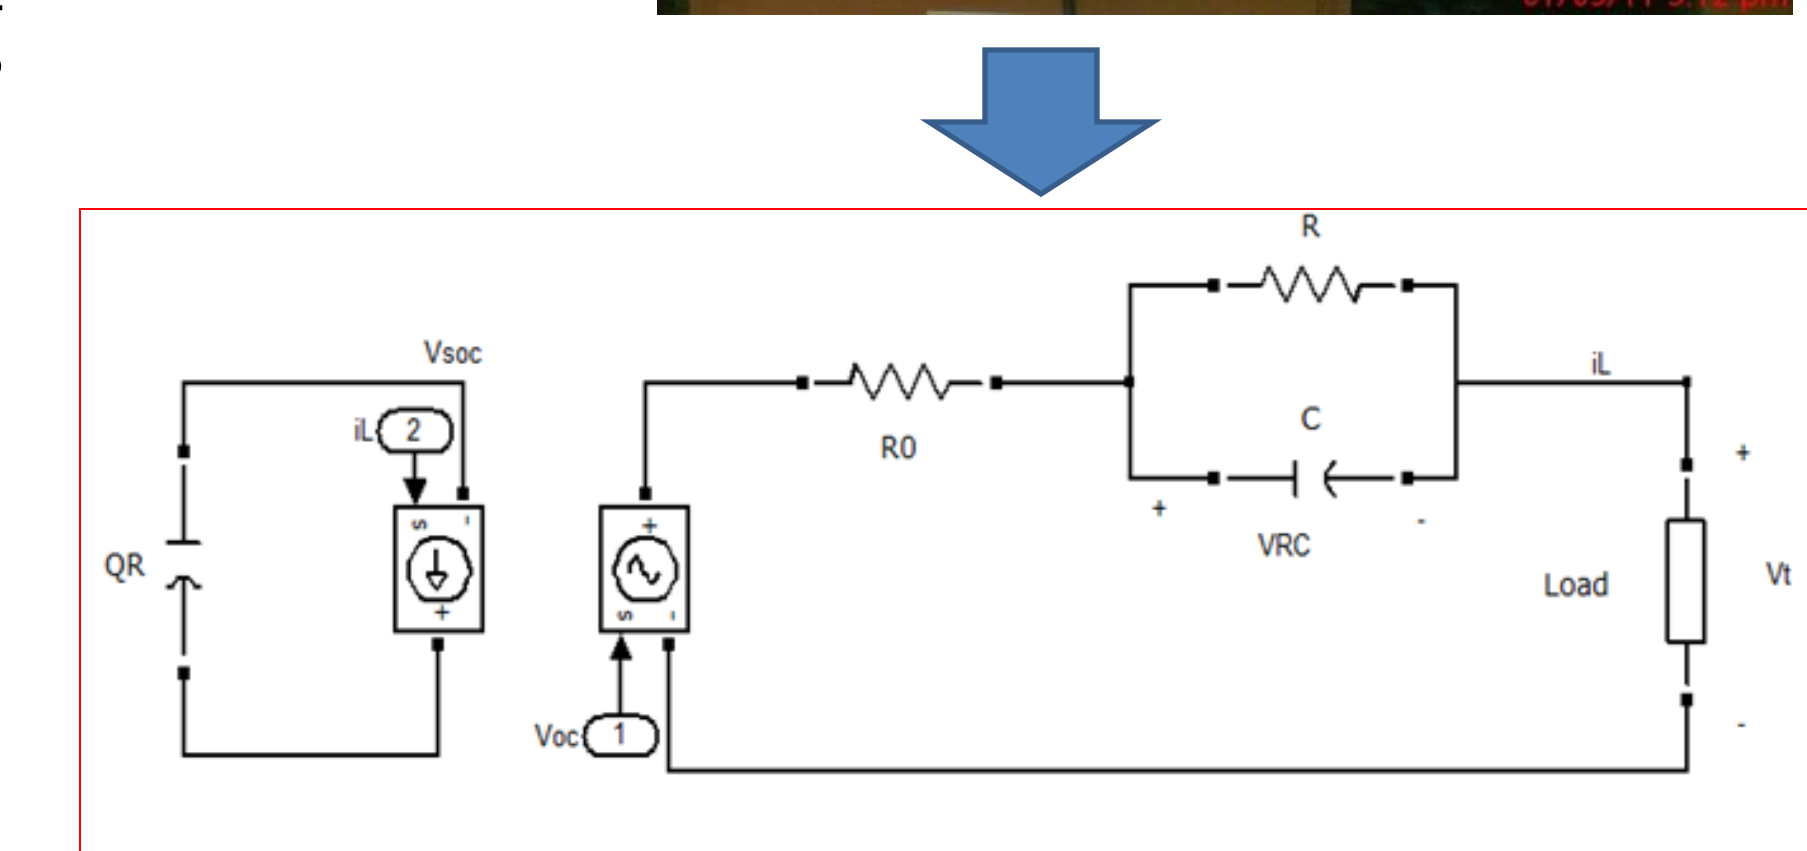 R
Vsoc
iL
iL
2
C
+
R0
s
-
+
+
-
QR
VRC
+
Load
Vt
s
-
Voc
1
-